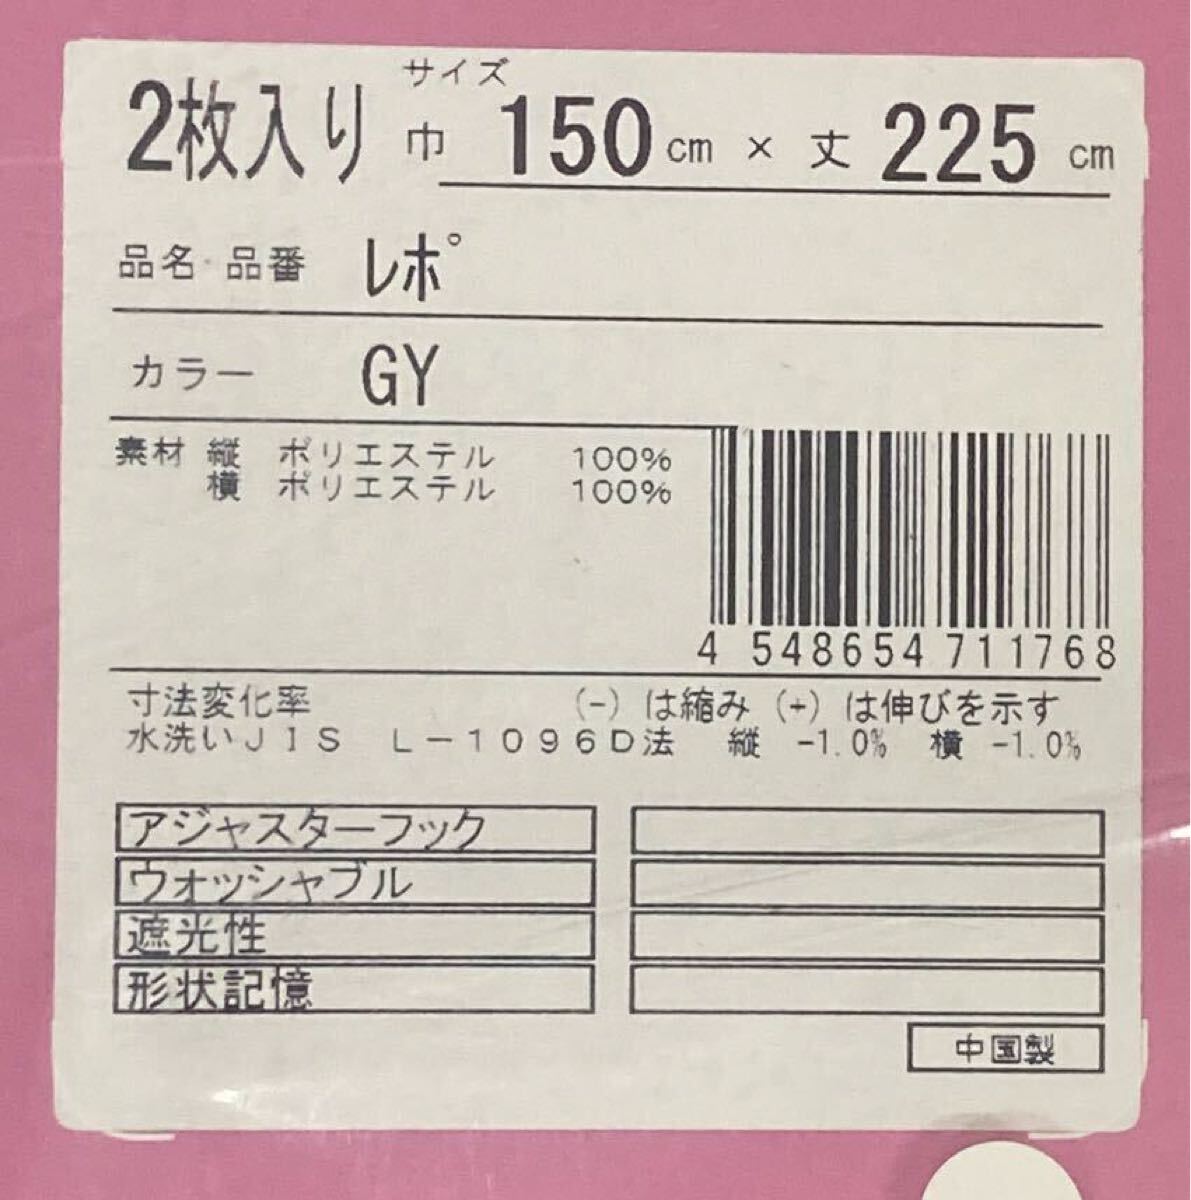 サイズ
2枚入り 巾 150 cm × 丈 225 cm
品名・品番 レポ
カラー GY
素材 縦 ポリエステル 100%
横 ポリエステル 100%
4 548654 711768
寸法変化率 (-) は縮み (+) は伸びを示す
水洗いJIS L-1096D法 縦 -1.0% 横 -1.0%
アジャスターフック
ウォッシャブル
遮光性
形状記憶
中国製